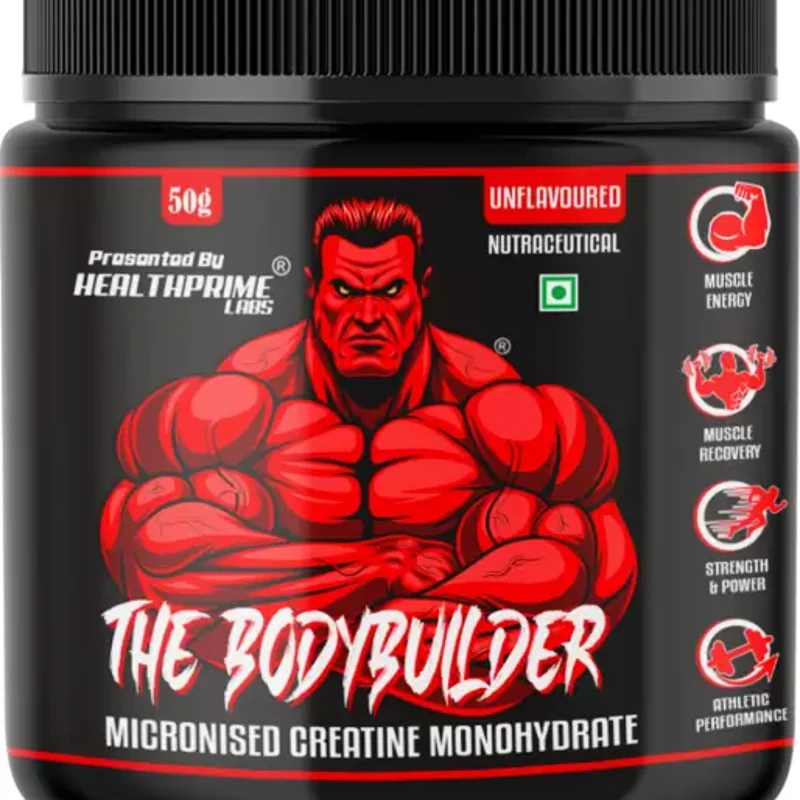 50g
UNFLAVOURED
NUTRACEUTICAL
Presented By
HEALTHPRIME®
LABS
®
MUSCLE
ENERGY
MUSCLE
RECOVERY
STRENGTH
& POWER
ATHLETIC
PERFORMANCE
THE BODYBUILDER
MICRONISED CREATINE MONOHYDRATE